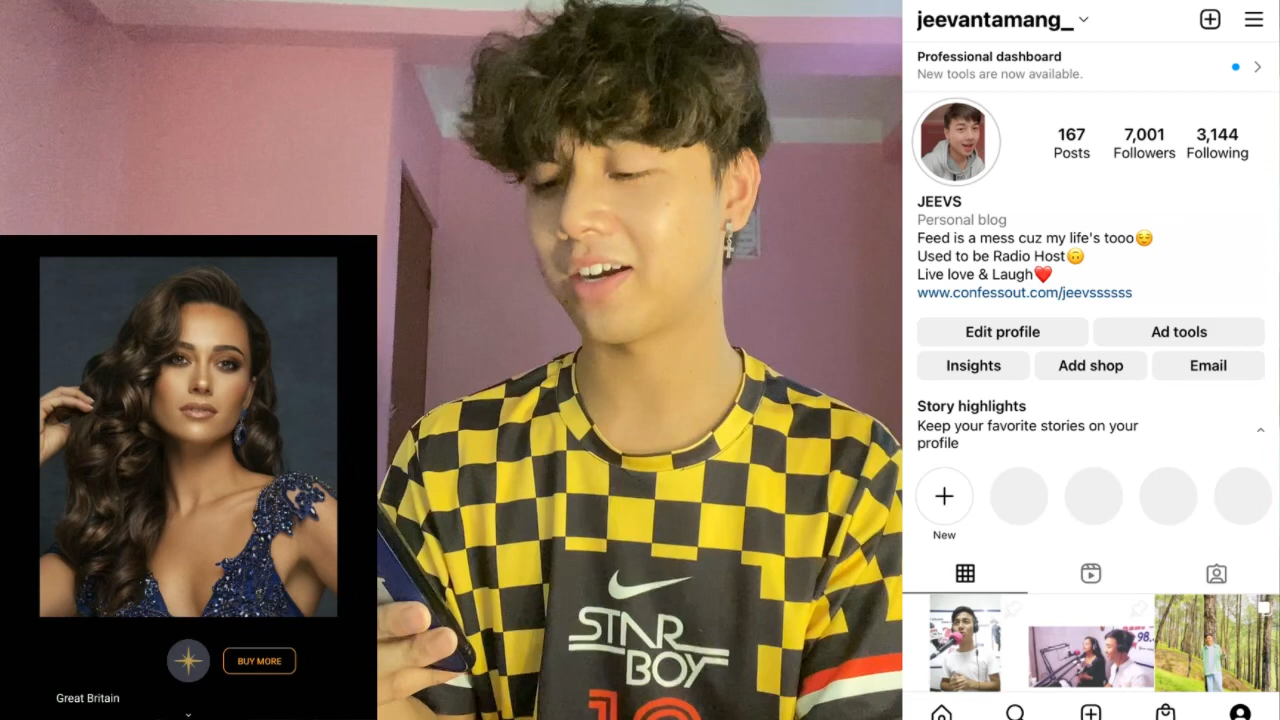 BUY MORE
Great Britain
STAR
BOY
jeevantamang_
Professional dashboard
New tools are now available.
167
7,001
3,144
Posts
Followers
Following
JEEVS
Personal blog
Feed is a mess cuz my life's tooo😌
Used to be Radio Host🙃
Live love & Laugh❤️
www.confessout.com/jeevssssss
Edit profile
Ad tools
Insights
Add shop
Email
Story highlights
Keep your favorite stories on your
profile
New
98.